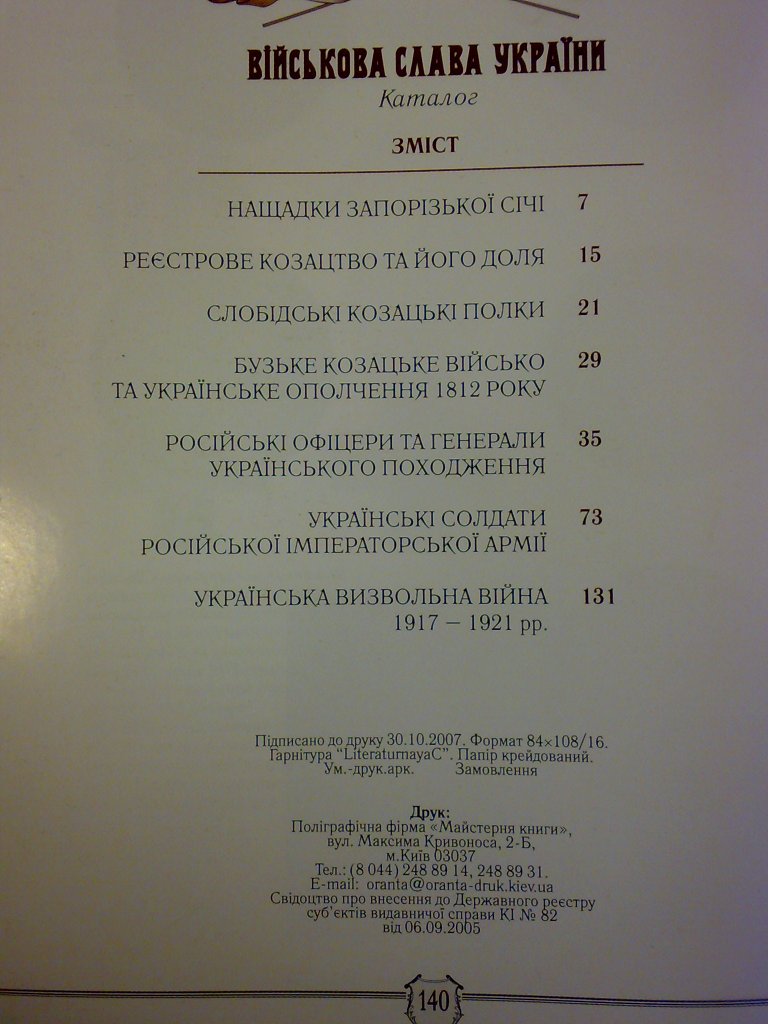 ВІЙСЬКОВА СЛАВА УКРАЇНИ
Каталог
ЗМІСТ
НАЩАДКИ ЗАПОРІЗЬКОЇ СІЧІ 7
РЕЄСТРОВЕ КОЗАЦТВО ТА ЙОГО ДОЛЯ 15
СЛОБІДСЬКІ КОЗАЦЬКІ ПОЛКИ 21
БУЗЬКЕ КОЗАЦЬКЕ ВІЙСЬКО 29
ТА УКРАЇНСЬКЕ ОПОЛЧЕННЯ 1812 РОКУ
РОСІЙСЬКІ ОФІЦЕРИ ТА ГЕНЕРАЛИ 35
УКРАЇНСЬКОГО ПОХОДЖЕННЯ
УКРАЇНСЬКІ СОЛДАТИ 73
РОСІЙСЬКОЇ ІМПЕРАТОРСЬКОЇ АРМІЇ
УКРАЇНСЬКА ВИЗВОЛЬНА ВІЙНА 131
1917 – 1921 рр.
Підписано до друку 30.10.2007. Формат 84×108/16.
Гарнітура “LiteraturnayaC”. Папір крейдований.
Ум.-друк.арк. Замовлення
Друк:
Поліграфічна фірма «Майстерня книги»,
вул. Максима Кривоноса, 2-Б,
м.Київ 03037
Тел.: (8 044) 248 89 14, 248 89 31.
E-mail: oranta@oranta-druk.kiev.ua
Свідоцтво про внесення до Державного реєстру
суб’єктів видавничої справи КІ № 82
від 06.09.2005
140